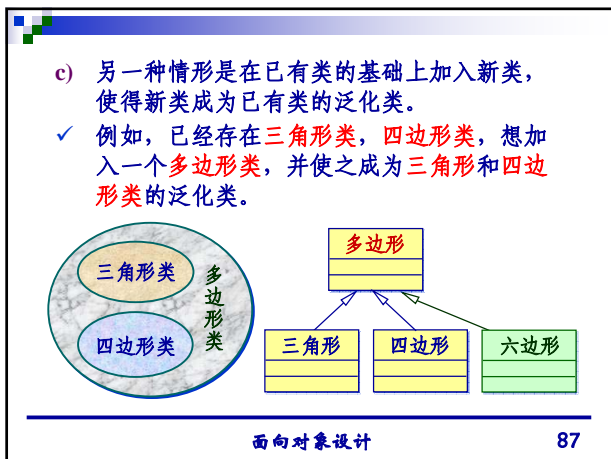 c) 另一种情形是在已有类的基础上加入新类，
使得新类成为已有类的泛化类。
✓ 例如，已经存在三角形类，四边形类，想加
入一个多边形类，并使之成为三角形和四边
形类的泛化类。
三角形类
四边形类
多边形类
多边形
三角形
四边形
六边形
面向对象设计
87